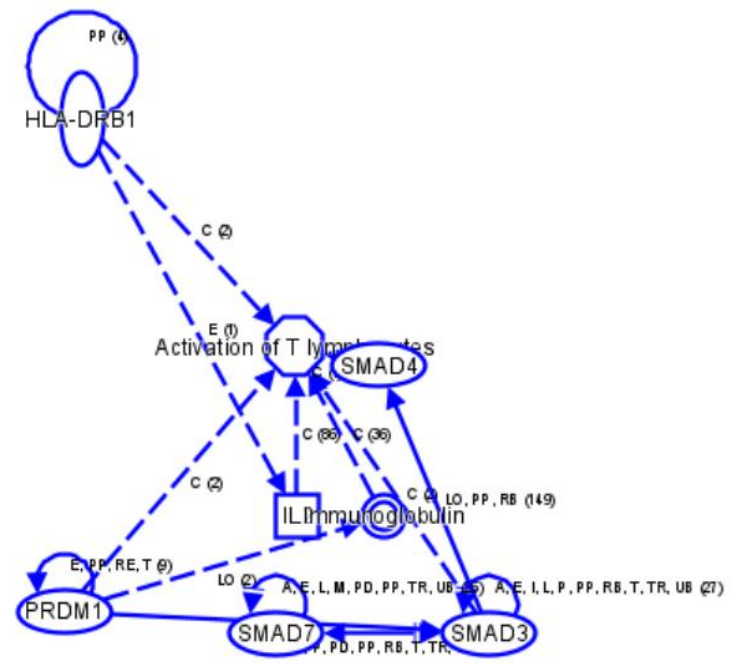 PP (4)
HLA-DRB1
C (2)
E (1)
Activation of T lymphocytes
SMAD4
C (86)
C (36)
C (2)
LO, PP, RB (149)
C (2)
IL
Immunoglobulin
E, PP, RE, T (9)
LO (2)
A, E, L, M, PD, PP, TR, UB
A, E, I, L, P, PP, RB, T, TR, UB (27)
PRDM1
SMAD7
SMAD3
P, PD, PP, RB, T, TR,